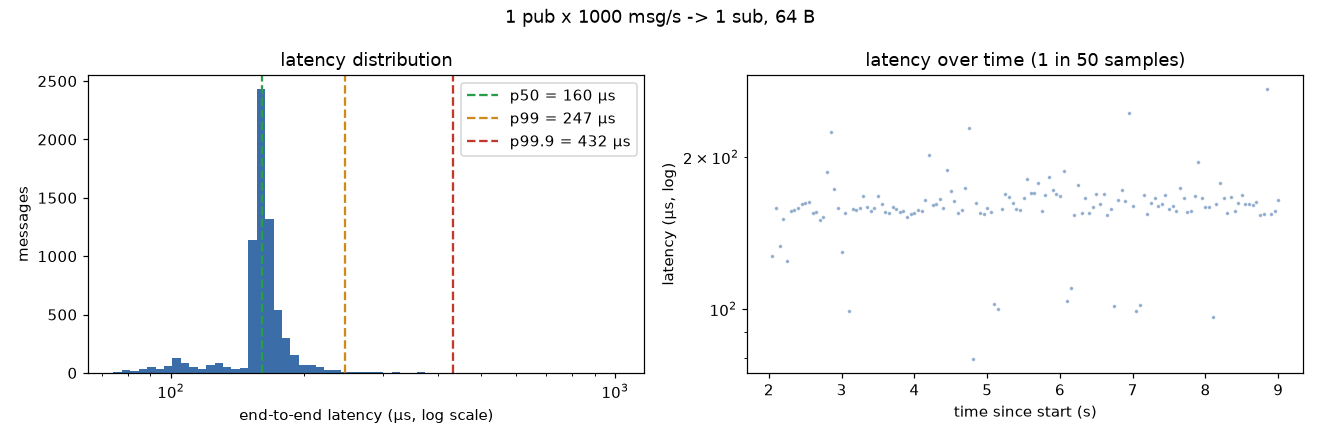 1 pub x 1000 msg/s -> 1 sub, 64 B
latency distribution
2500
2000
1500
1000
500
0
messages
p50 = 160 µs
p99 = 247 µs
p99.9 = 432 µs
10²
10³
end-to-end latency (µs, log scale)
latency over time (1 in 50 samples)
2 × 10²
10²
latency (µs, log)
2
3
4
5
6
7
8
9
time since start (s)